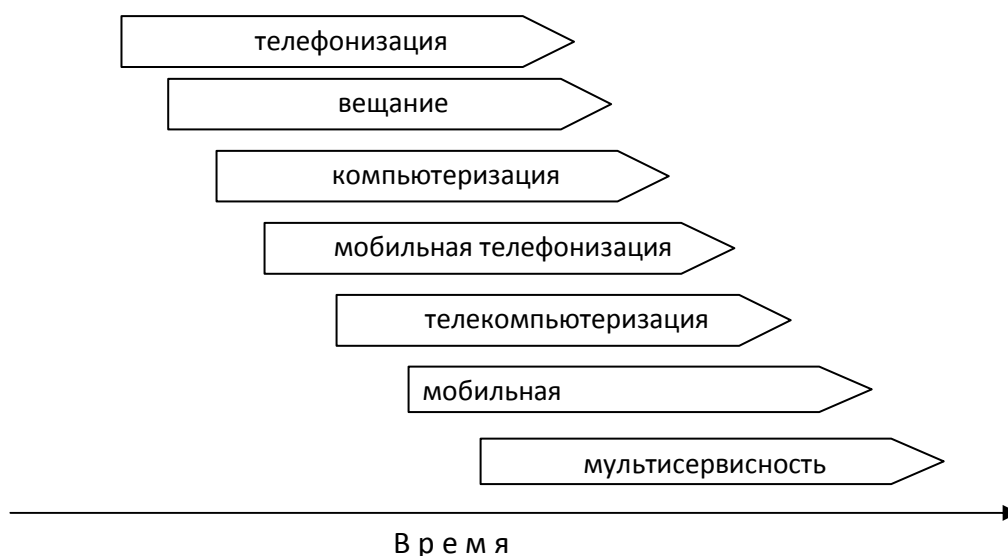 телефонизация
вещание
компьютеризация
мобильная телефонизация
телекомпьютеризация
мобильная
мультисервисность
В р е м я